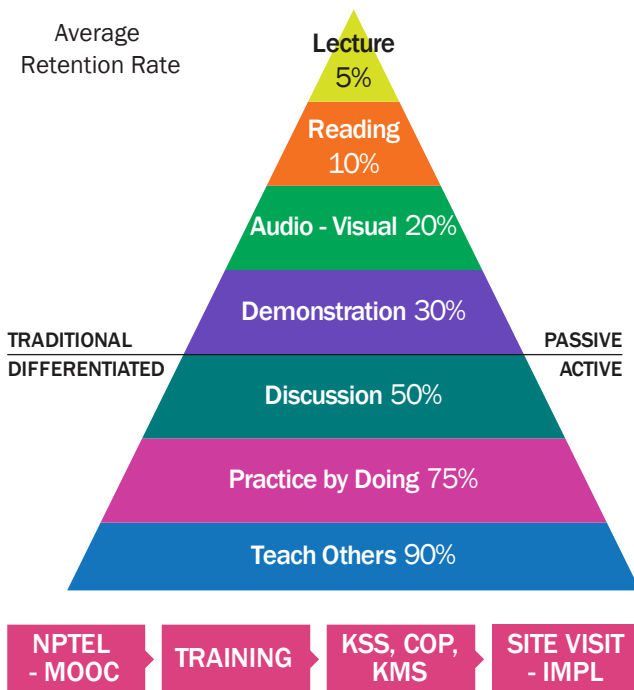 Average
Retention Rate
Lecture
5%
Reading
10%
Audio - Visual 20%
Demonstration 30%
TRADITIONAL
PASSIVE
DIFFERENTIATED
ACTIVE
Discussion 50%
Practice by Doing 75%
Teach Others 90%
NPTEL
- MOOC
TRAINING
KSS, COP,
KMS
SITE VISIT
- IMPL